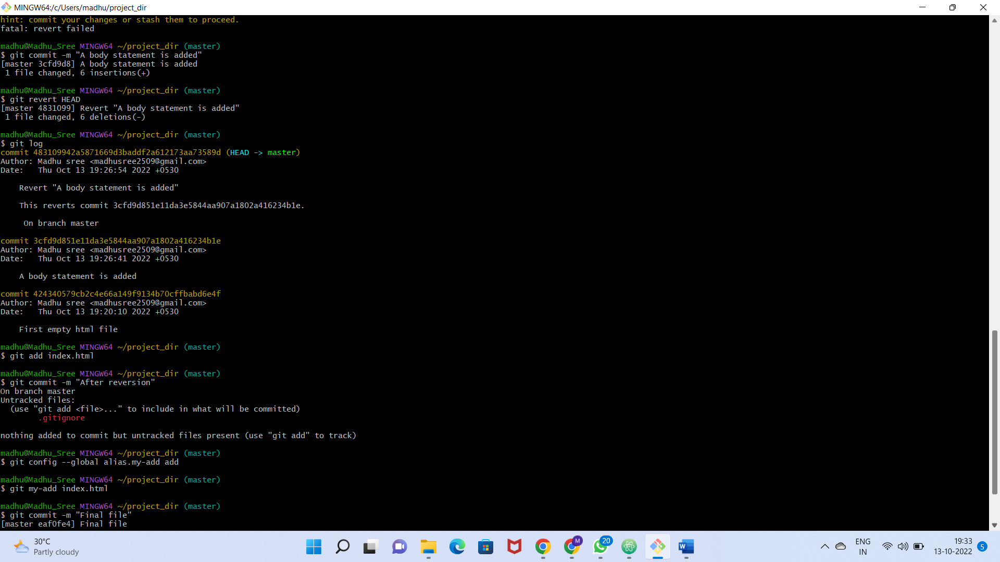 MINGW64:/c/Users/madhu/project_dir
hint: commit your changes or stash them to proceed.
fatal: revert failed
madhu@Madhu_Sree MINGW64 ~/project_dir (master)
$ git commit -m "A body statement is added"
[master 3cfd9d8] A body statement is added
 1 file changed, 6 insertions(+)
madhu@Madhu_Sree MINGW64 ~/project_dir (master)
$ git revert HEAD
[master 4831099] Revert "A body statement is added"
 1 file changed, 6 deletions(-)
madhu@Madhu_Sree MINGW64 ~/project_dir (master)
$ git log
commit 483109942a5871669d3baddf2a612173aa73589d (HEAD -> master)
Author: Madhu sree <madhusree2509@gmail.com>
Date:   Thu Oct 13 19:26:54 2022 +0530
    Revert "A body statement is added"
    This reverts commit 3cfd9d851e11da3e5844aa907a1802a416234b1e.
     On branch master
commit 3cfd9d851e11da3e5844aa907a1802a416234b1e
Author: Madhu sree <madhusree2509@gmail.com>
Date:   Thu Oct 13 19:26:41 2022 +0530
    A body statement is added
commit 424340579cb2c4e66a149f9134b70cffbabd6e4f
Author: Madhu sree <madhusree2509@gmail.com>
Date:   Thu Oct 13 19:20:10 2022 +0530
    First empty html file
madhu@Madhu_Sree MINGW64 ~/project_dir (master)
$ git add index.html
madhu@Madhu_Sree MINGW64 ~/project_dir (master)
$ git commit -m "After reversion"
On branch master
Untracked files:
  (use "git add <file>..." to include in what will be committed)
        .gitignore
nothing added to commit but untracked files present (use "git add" to track)
madhu@Madhu_Sree MINGW64 ~/project_dir (master)
$ git config --global alias.my-add add
madhu@Madhu_Sree MINGW64 ~/project_dir (master)
$ git my-add index.html
madhu@Madhu_Sree MINGW64 ~/project_dir (master)
$ git commit -m "Final file"
[master eaf0fe4] Final file
30°C
Partly cloudy
M
20
W
ENG
IN
19:33
13-10-2022
5